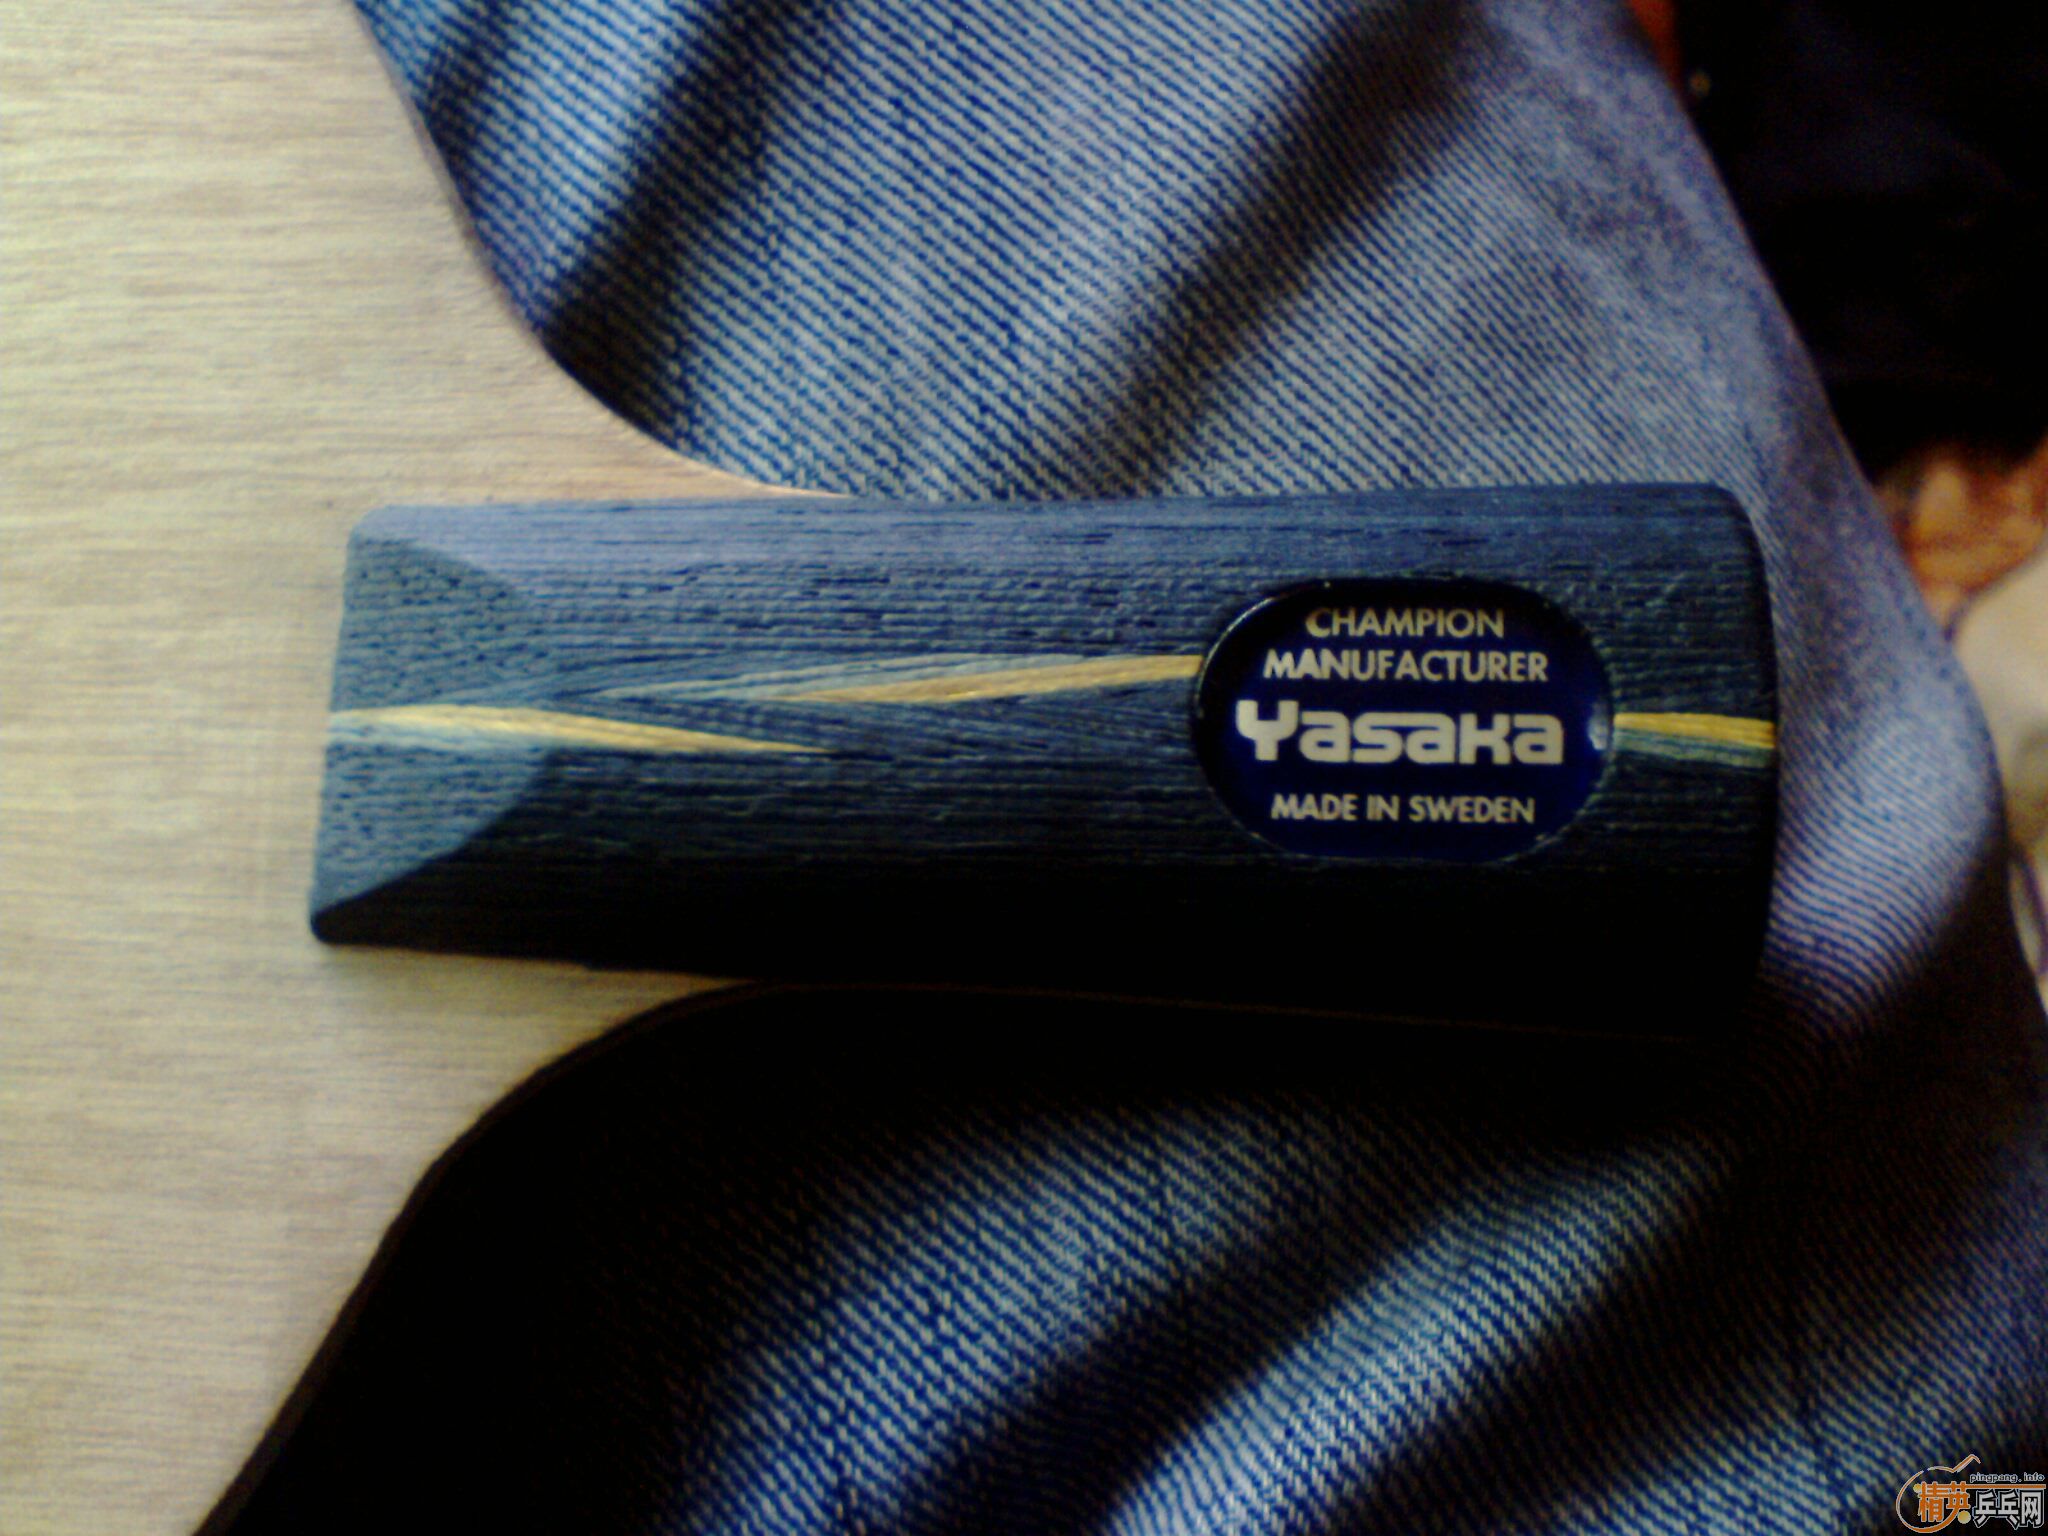 CHAMPION
MANUFACTURER
Yasaka
MADE IN SWEDEN
pingpang.info
精英乒乓网